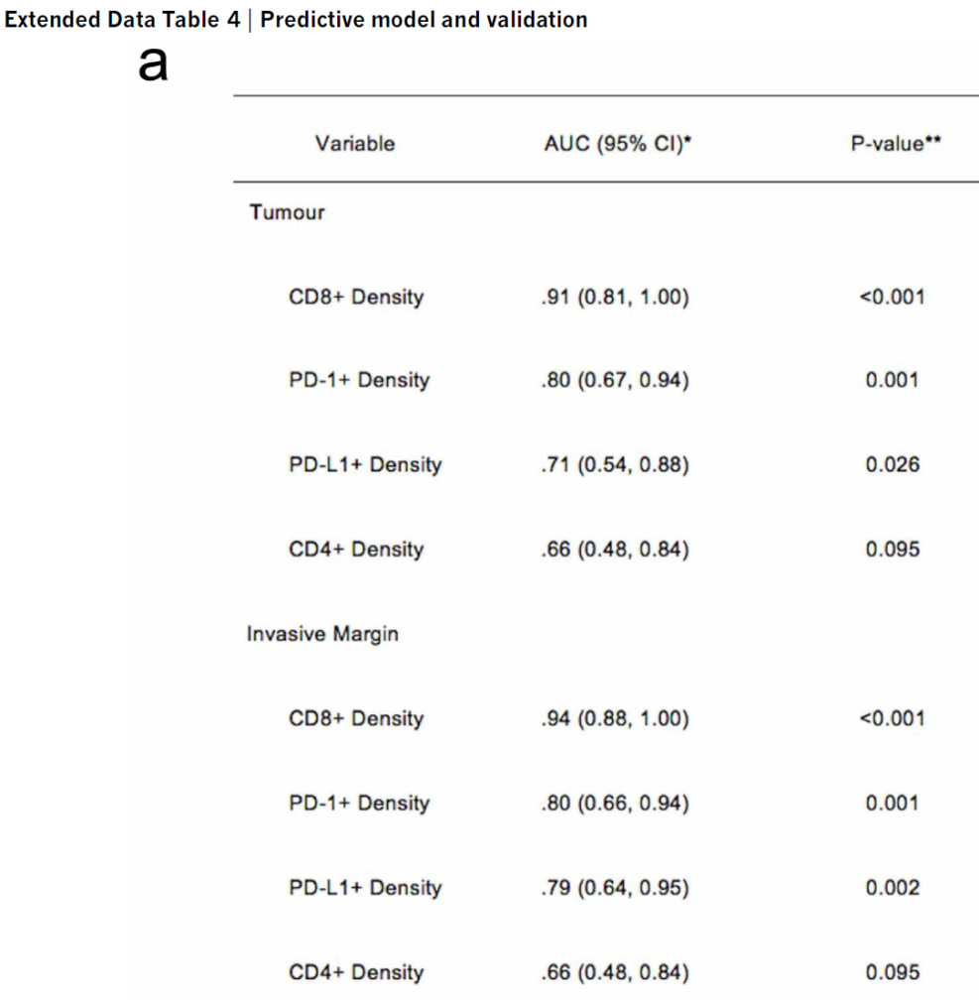 Extended Data Table 4 | Predictive model and validation
a
Variable AUC (95% CI)* P-value**
Tumour
CD8+ Density .91 (0.81, 1.00) <0.001
PD-1+ Density .80 (0.67, 0.94) 0.001
PD-L1+ Density .71 (0.54, 0.88) 0.026
CD4+ Density .66 (0.48, 0.84) 0.095
Invasive Margin
CD8+ Density .94 (0.88, 1.00) <0.001
PD-1+ Density .80 (0.66, 0.94) 0.001
PD-L1+ Density .79 (0.64, 0.95) 0.002
CD4+ Density .66 (0.48, 0.84) 0.095